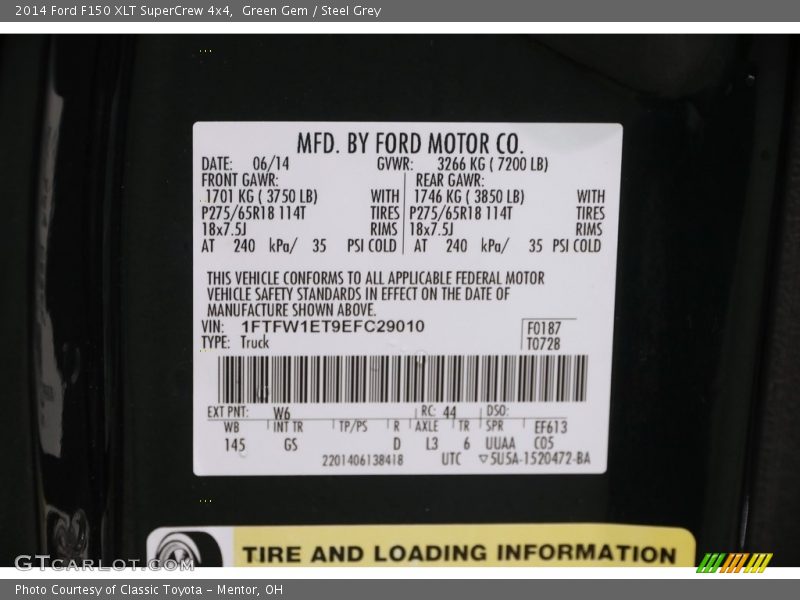 2014 Ford F150 XLT SuperCrew 4x4,  Green Gem / Steel Grey
MFD. BY FORD MOTOR CO.
DATE: 06/14 GVWR: 3266 KG ( 7200 LB)
FRONT GAWR: REAR GAWR:
1701 KG ( 3750 LB) WITH 1746 KG ( 3850 LB) WITH
P275/65R18 114T TIRES P275/65R18 114T TIRES
18x7.5J RIMS 18x7.5J RIMS
AT 240 kPa/ 35 PSI COLD AT 240 kPa/ 35 PSI COLD
THIS VEHICLE CONFORMS TO ALL APPLICABLE FEDERAL MOTOR
VEHICLE SAFETY STANDARDS IN EFFECT ON THE DATE OF
MANUFACTURE SHOWN ABOVE.
VIN: 1FTFW1ET9EFC29010 F0187
TYPE: Truck T0728
EXT PNT: W6 RC: 44 DSO:
WB INT TR TP/PS R AXLE TR SPR EF613
145 GS D L3 6 UUAA C05
2201406138418 UTC ▽5U5A-1520472-BA
TIRE AND LOADING INFORMATION
GTCARLOT.COM
Photo Courtesy of Classic Toyota - Mentor, OH